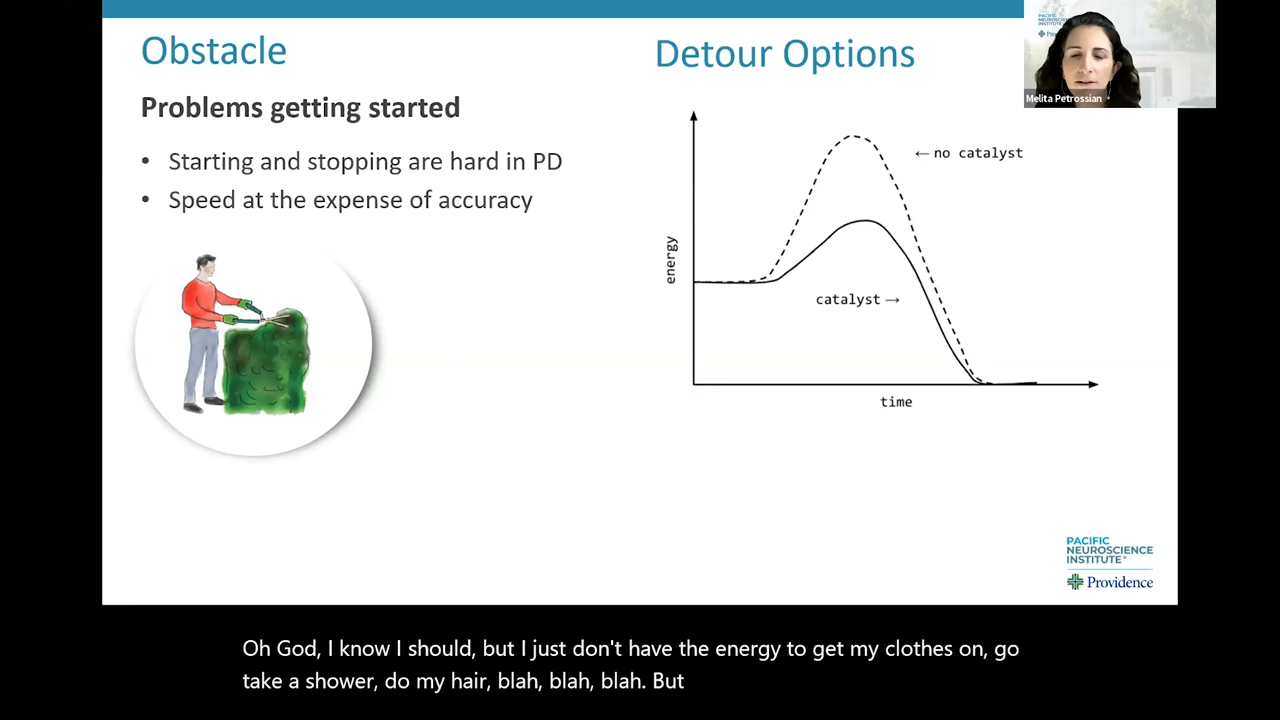 Obstacle
Problems getting started
• Starting and stopping are hard in PD
• Speed at the expense of accuracy
Detour Options
← no catalyst
energy
catalyst →
time
Melita Petrossian
PACIFIC
NEUROSCIENCE
INSTITUTE®
Providence
Oh God, I know I should, but I just don't have the energy to get my clothes on, go
take a shower, do my hair, blah, blah, blah. But